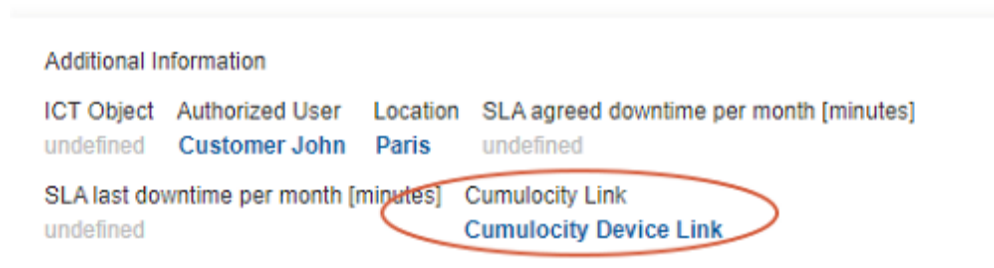 Additional Information
ICT Object Authorized User Location SLA agreed downtime per month [minutes]
undefined Customer John Paris undefined
SLA last downtime per month [minutes] Cumulocity Link
undefined Cumulocity Device Link